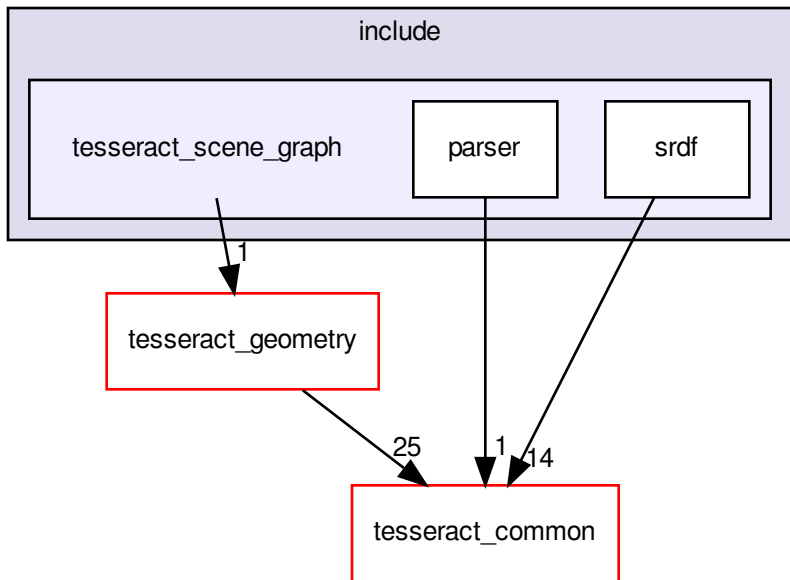 include
tesseract_scene_graph
parser
srdf
1
tesseract_geometry
25
1
14
tesseract_common